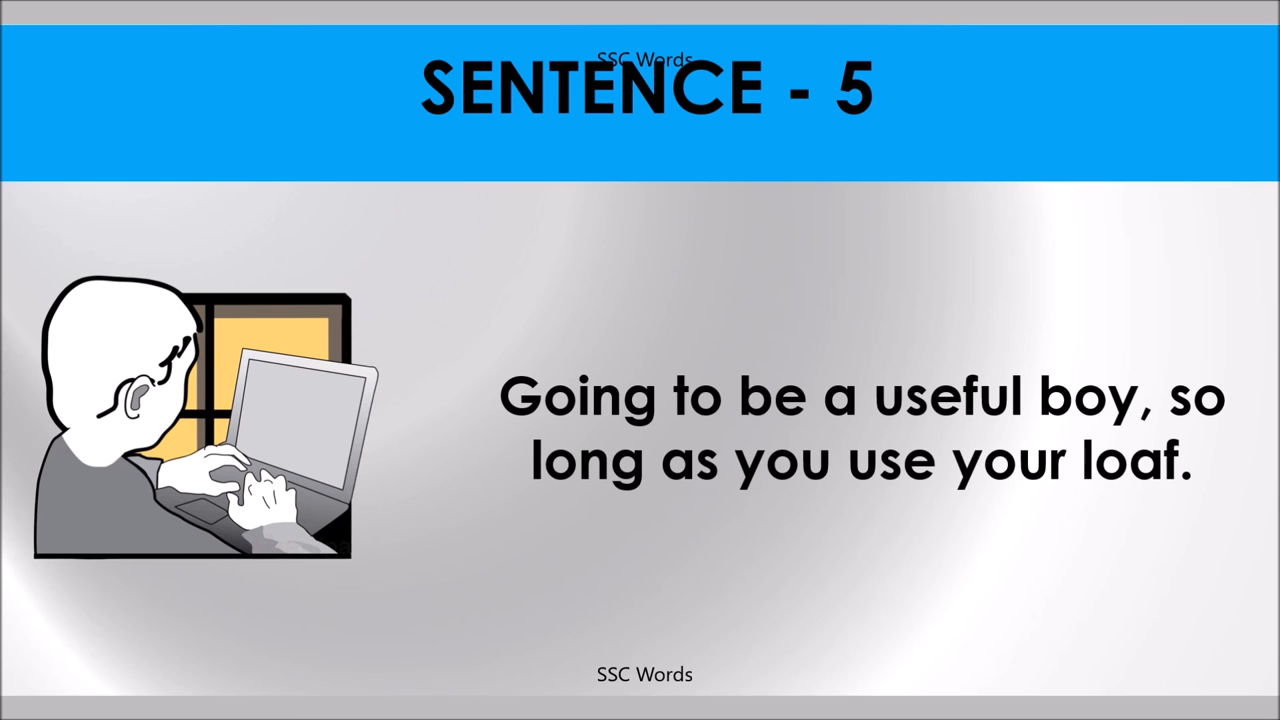 SSC Words
SENTENCE - 5
Going to be a useful boy, so
long as you use your loaf.
SSC Words